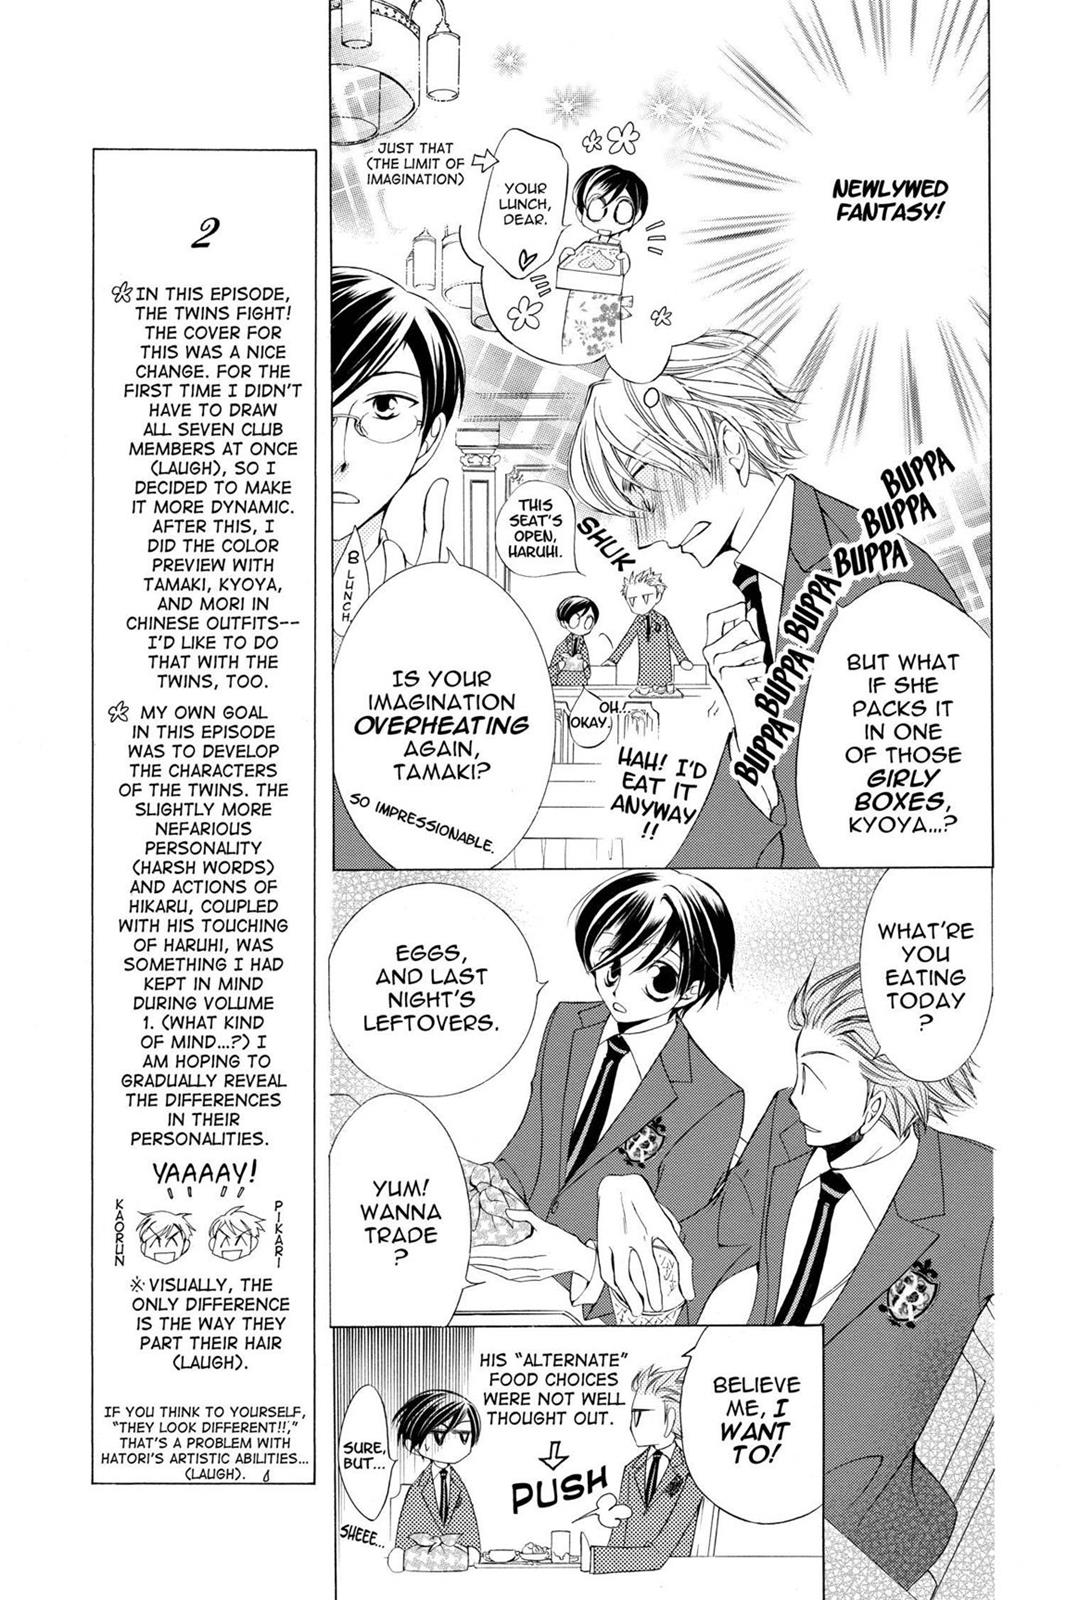 NEWLYWED
FANTASY!
JUST THAT
(THE LIMIT OF
IMAGINATION)
YOUR
LUNCH,
DEAR.
BUPPA
BUPPA
BUPPA
BUPPA
BUPPA
BUPPA
BUT WHAT
IF SHE
PACKS IT
IN ONE
OF THOSE
GIRLY
BOXES,
KYOYA...?
THIS
SEAT'S
OPEN,
HARUHI.
SHUK
B LUNCH.
OH...
OKAY.
HAH! I'D
EAT IT
ANYWAY
!!
IS YOUR
IMAGINATION
OVERHEATING
AGAIN,
TAMAKI?
SO IMPRESSIONABLE.
WHAT'RE
YOU
EATING
TODAY
?
EGGS,
AND LAST
NIGHT'S
LEFTOVERS.
YUM!
WANNA
TRADE
?
BELIEVE
ME, I
WANT
TO!
HIS "ALTERNATE"
FOOD CHOICES
WERE NOT WELL
THOUGHT OUT.
PUSH
SURE,
BUT...
SHEEE...
2
IN THIS EPISODE,
THE TWINS FIGHT!
THE COVER FOR
THIS WAS A NICE
CHANGE. FOR THE
FIRST TIME I DIDN'T
HAVE TO DRAW
ALL SEVEN CLUB
MEMBERS AT ONCE
(LAUGH), SO I
DECIDED TO MAKE
IT MORE DYNAMIC.
AFTER THIS, I
DID THE COLOR
PREVIEW WITH
TAMAKI, KYOYA,
AND MORI IN
CHINESE OUTFITS--
I'D LIKE TO DO
THAT WITH THE
TWINS, TOO.
MY OWN GOAL
IN THIS EPISODE
WAS TO DEVELOP
THE CHARACTERS
OF THE TWINS. THE
SLIGHTLY MORE
NEFARIOUS
PERSONALITY
(HARSH WORDS)
AND ACTIONS OF
HIKARU, COUPLED
WITH HIS TOUCHING
OF HARUHI, WAS
SOMETHING I HAD
KEPT IN MIND
DURING VOLUME
1. (WHAT KIND
OF MIND...?) I
AM HOPING TO
GRADUALLY REVEAL
THE DIFFERENCES
IN THEIR
PERSONALITIES.
YAAAAY!
KAORUN
PIKARI
※ VISUALLY, THE
ONLY DIFFERENCE
IS THE WAY THEY
PART THEIR HAIR
(LAUGH).
IF YOU THINK TO YOURSELF,
"THEY LOOK DIFFERENT!!,"
THAT'S A PROBLEM WITH
HATORI'S ARTISTIC ABILITIES...
(LAUGH).